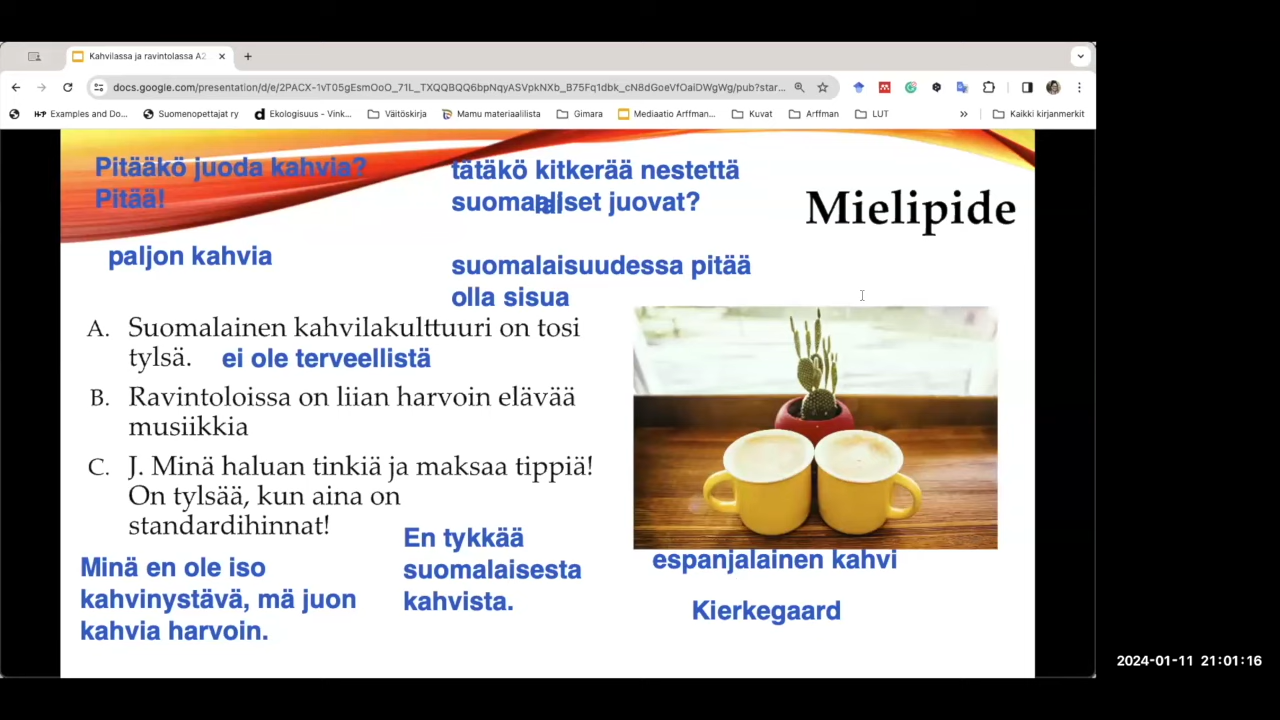 Kahvilassa ja ravintolassa A2
docs.google.com/presentation/d/e/2PACX-1vT05gEsmOoO_71L_TXQQBQQ6bpNqyASVpkNXb_B75Fq1dbk_cN8dGoeVfOaiDWgWg/pub?star...
Examples and Do...
Suomenopettajat ry
Ekologisuus - Vink...
Väitöskirja
Mamu materiaalilista
Gimara
Mediaatio Arffman...
Kuvat
Arffman
LUT
Kaikki kirjanmerkit
Pitääkö juoda kahvia?
Pitää!
tätäkö kitkerää nestettä
suomaaliset juovat?
lai
Mielipide
paljon kahvia
suomalaisuudessa pitää
olla sisua
A. Suomalainen kahvilakulttuuri on tosi
tylsä.
ei ole terveellistä
B. Ravintoloissa on liian harvoin elävää
musiikkia
C. J. Minä haluan tinkiä ja maksaa tippiä!
On tylsää, kun aina on
standardihinnat!
En tykkää
suomalaisesta
kahvista.
Minä en ole iso
kahvinystävä, mä juon
kahvia harvoin.
espanjalainen kahvi
Kierkegaard
2024-01-11 21:01:16